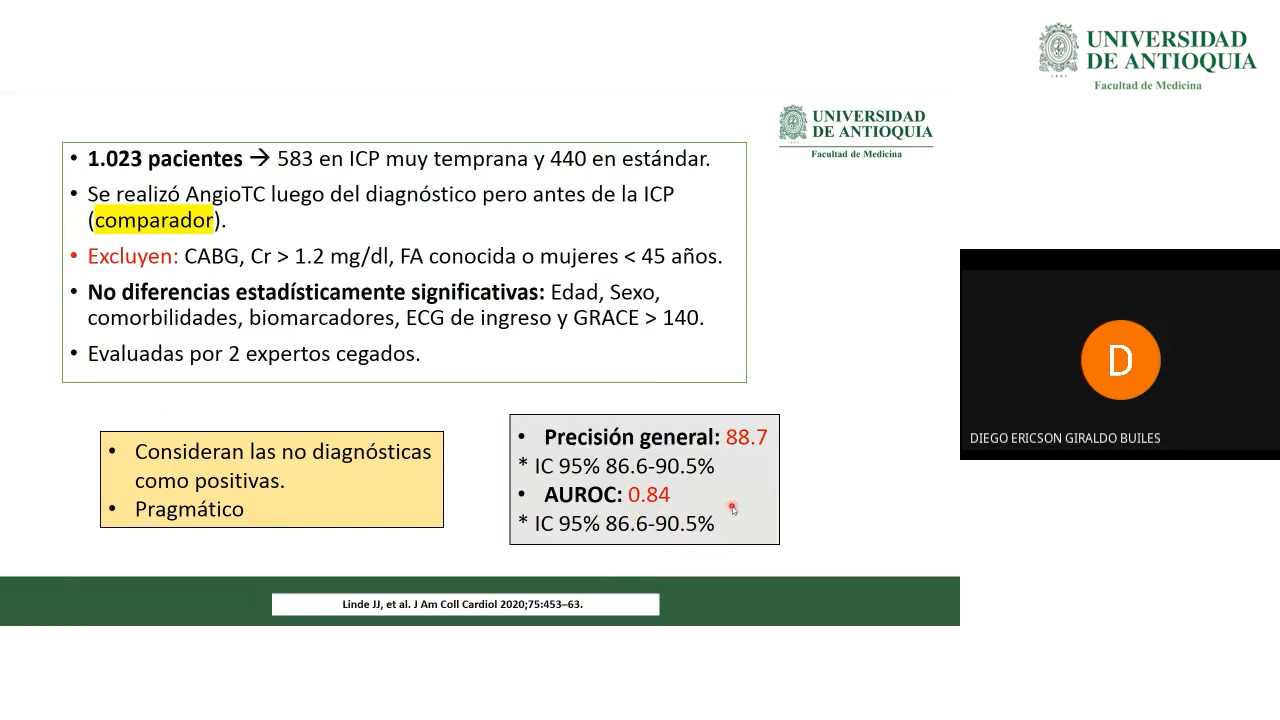 UNIVERSIDAD
DE ANTIOQUIA
1803
Facultad de Medicina
UNIVERSIDAD
DE ANTIOQUIA
Facultad de Medicina
• 1.023 pacientes → 583 en ICP muy temprana y 440 en estándar.
• Se realizó AngioTC luego del diagnóstico pero antes de la ICP
(comparador).
• Excluyen: CABG, Cr > 1.2 mg/dl, FA conocida o mujeres < 45 años.
• No diferencias estadísticamente significativas: Edad, Sexo,
comorbilidades, biomarcadores, ECG de ingreso y GRACE > 140.
• Evaluadas por 2 expertos cegados.
• Consideran las no diagnósticas
como positivas.
• Pragmático
• Precisión general: 88.7
* IC 95% 86.6-90.5%
• AUROC: 0.84
* IC 95% 86.6-90.5%
D
DIEGO ERICSON GIRALDO BUILES
Linde JJ, et al. J Am Coll Cardiol 2020;75:453–63.